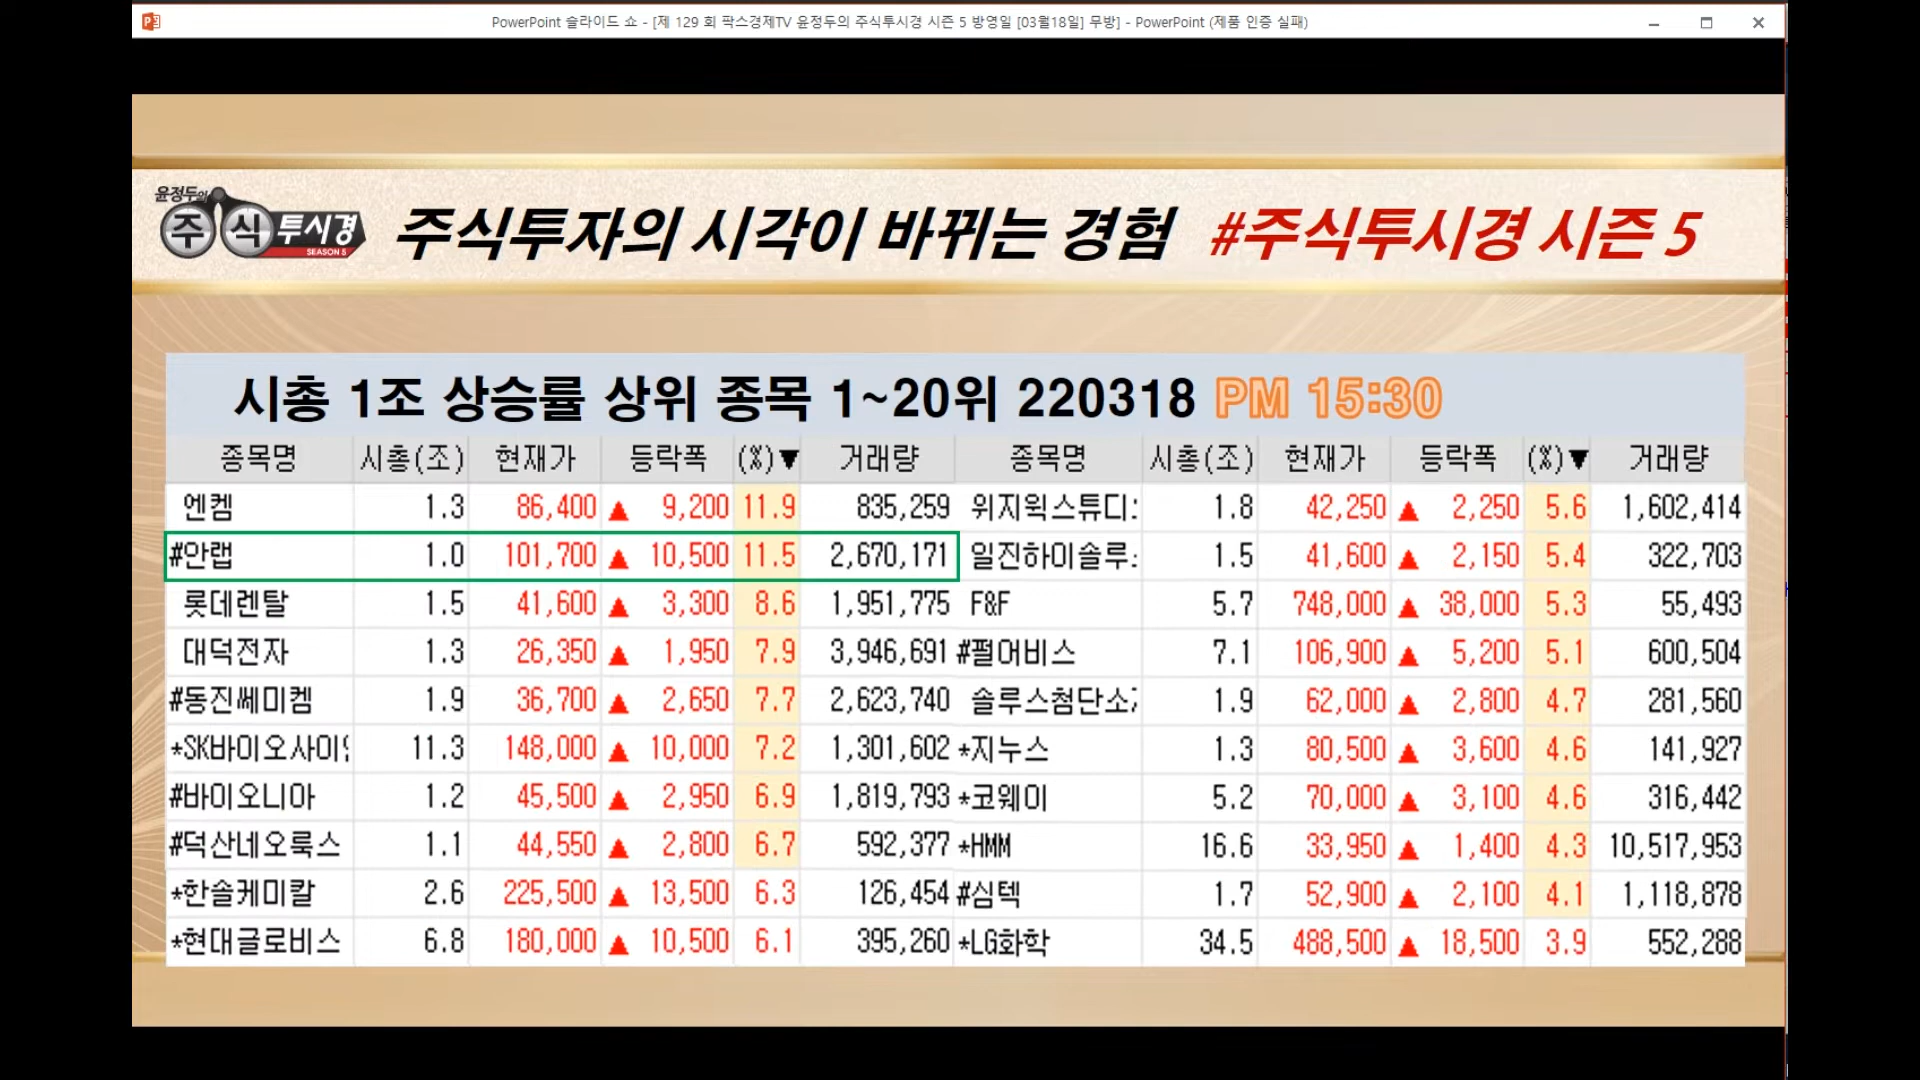 PowerPoint 슬라이드 쇼 - [제 129 회 팍스경제TV 윤정두의 주식투시경 시즌 5 방영일 [03월18일] 무방] - PowerPoint (제품 인증 실패)
윤정두의
주식투시경
SEASON 5
주식투자의 시각이 바뀌는 경험 #주식투시경 시즌 5
시총 1조 상승률 상위 종목 1~20위 220318 PM 15:30
종목명 시총(조) 현재가 등락폭 (%)▼ 거래량 종목명 시총(조) 현재가 등락폭 (%)▼ 거래량
엔켐 1.3 86,400 ▲ 9,200 11.9 835,259 위지윅스튜디 1.8 42,250 ▲ 2,250 5.6 1,602,414
#안랩 1.0 101,700 ▲ 10,500 11.5 2,670,171 일진하이솔루 1.5 41,600 ▲ 2,150 5.4 322,703
롯데렌탈 1.5 41,600 ▲ 3,300 8.6 1,951,775 F&F 5.7 748,000 ▲ 38,000 5.3 55,493
대덕전자 1.3 26,350 ▲ 1,950 7.9 3,946,691 #펄어비스 7.1 106,900 ▲ 5,200 5.1 600,504
#동진쎄미켐 1.9 36,700 ▲ 2,650 7.7 2,623,740 솔루스첨단소 1.9 62,000 ▲ 2,800 4.7 281,560
*SK바이오사이 11.3 148,000 ▲ 10,000 7.2 1,301,602 *지누스 1.3 80,500 ▲ 3,600 4.6 141,927
#바이오니아 1.2 45,500 ▲ 2,950 6.9 1,819,793 *코웨이 5.2 70,000 ▲ 3,100 4.6 316,442
#덕산네오룩스 1.1 44,550 ▲ 2,800 6.7 592,377 *HMM 16.6 33,950 ▲ 1,400 4.3 10,517,953
*한솔케미칼 2.6 225,500 ▲ 13,500 6.3 126,454 #심텍 1.7 52,900 ▲ 2,100 4.1 1,118,878
*현대글로비스 6.8 180,000 ▲ 10,500 6.1 395,260 *LG화학 34.5 488,500 ▲ 18,500 3.9 552,288